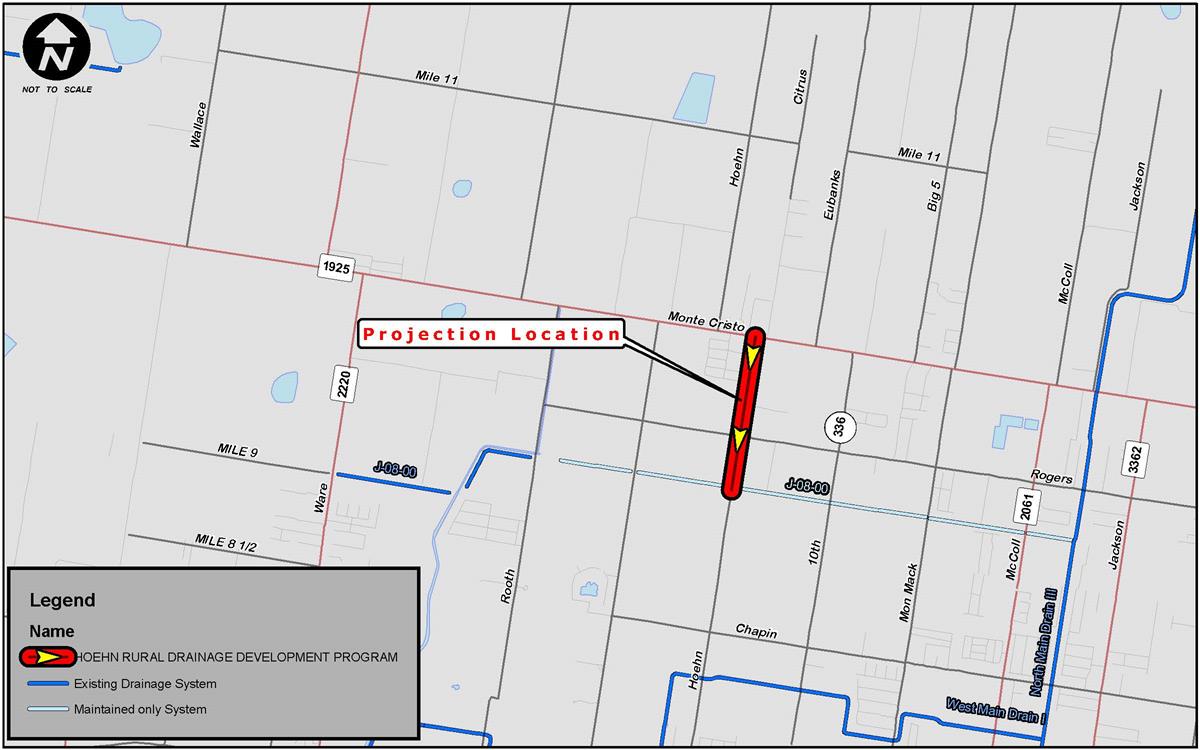 N
NOT TO SCALE
Wallace
Mile 11
Citrus
Hoehn
Eubanks
Mile 11
Big 5
Jackson
McColl
1925
Monte Cristo
Projection Location
2220
336
3362
MILE 9
J-08-00
J-08-00
Rogers
2061
Ware
MILE 8 1/2
Rooth
10th
Mon Mack
McColl
Jackson
North Main Drain III
Chapin
Hoehn
West Main Drain I
Legend
Name
HOEHN RURAL DRAINAGE DEVELOPMENT PROGRAM
Existing Drainage System
Maintained only System